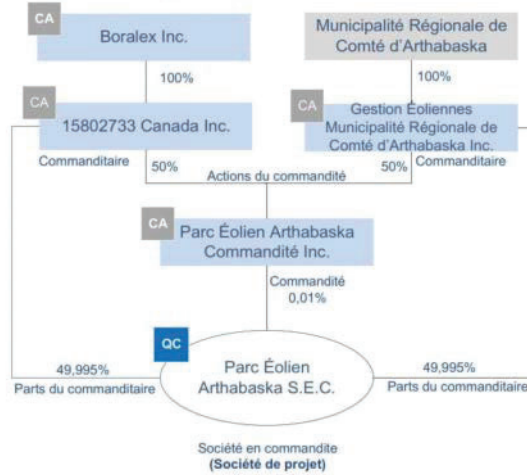 CA
Boralex Inc.
Municipalité Régionale de
Comté d'Arthabaska
100%
100%
CA
15802733 Canada Inc.
CA
Gestion Éoliennes
Municipalité Régionale de
Comté d'Arthabaska Inc.
Commanditaire
50%
Actions du commandité
50%
Commanditaire
CA
Parc Éolien Arthabaska
Commandité Inc.
Commandité
0,01%
QC
Parc Éolien
Arthabaska S.E.C.
49,995%
Parts du commanditaire
49,995%
Parts du commanditaire
Société en commandite
(Société de projet)